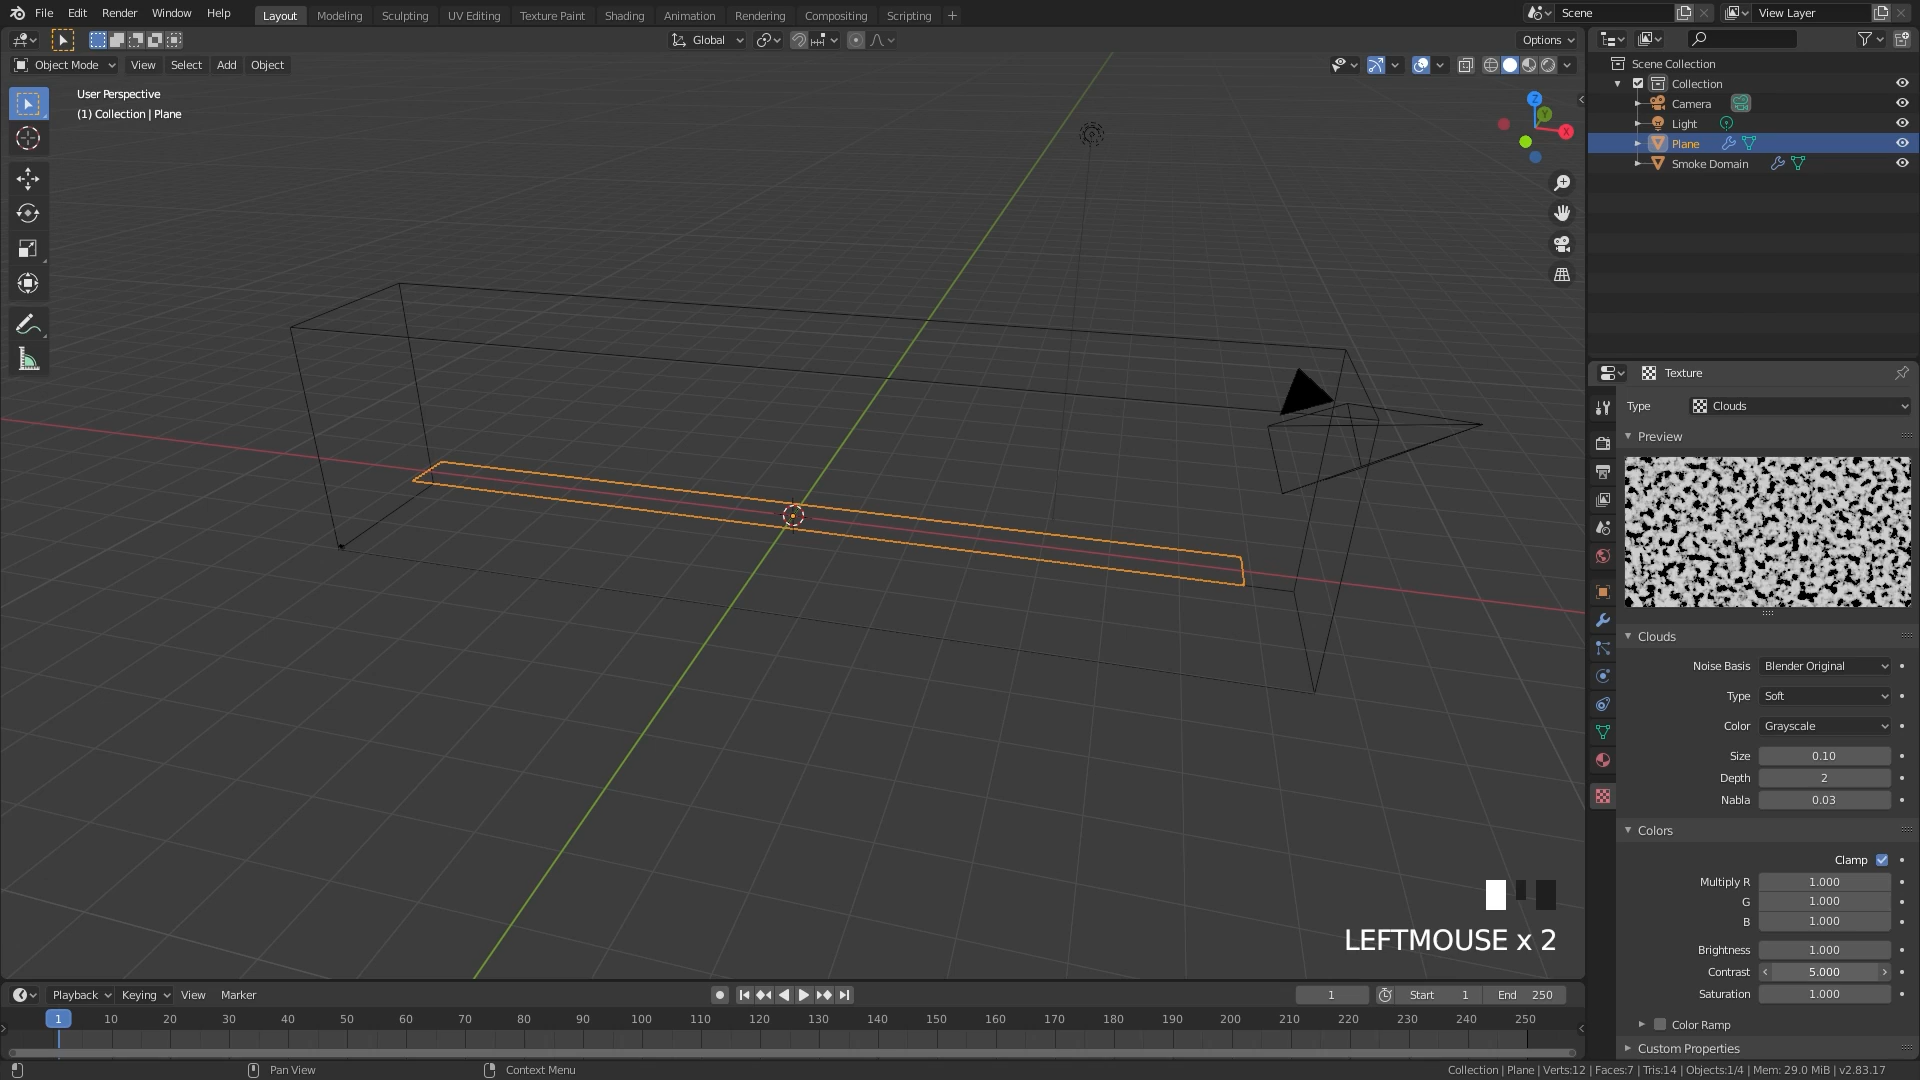 File Edit Render Window Help Layout Modeling Sculpting UV Editing Texture Paint Shading Animation Rendering Compositing Scripting Scene View Layer
Global Options
Object Mode View Select Add Object
User Perspective
(1) Collection | Plane
Z
Y
X
Scene Collection
Collection
Camera
Light
Plane
Smoke Domain
Texture
Type Clouds
Preview
Clouds
Noise Basis Blender Original
Type Soft
Color Grayscale
Size 0.10
Depth 2
Nabla 0.03
Colors
Clamp
Multiply R 1.000
G 1.000
B 1.000
Brightness 1.000
Contrast 5.000
Saturation 1.000
Color Ramp
Custom Properties
LEFTMOUSE x 2
Playback Keying View Marker 1 Start 1 End 250
1 10 20 30 40 50 60 70 80 90 100 110 120 130 140 150 160 170 180 190 200 210 220 230 240 250
Pan View Context Menu Collection | Plane | Verts:12 | Faces:7 | Tris:14 | Objects:1/4 | Mem: 29.0 MiB | v2.83.17